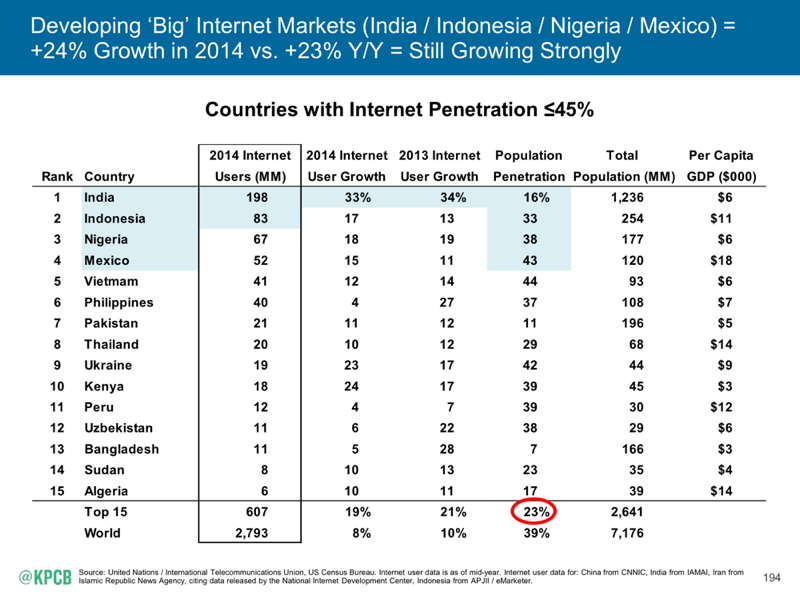 Developing ‘Big’ Internet Markets (India / Indonesia / Nigeria / Mexico) =
+24% Growth in 2014 vs. +23% Y/Y = Still Growing Strongly
Countries with Internet Penetration ≤45%
2014 Internet 2014 Internet 2013 Internet Population Total Per Capita
Rank Country Users (MM) User Growth User Growth Penetration Population (MM) GDP ($000)
1 India 198 33% 34% 16% 1,236 $6
2 Indonesia 83 17 13 33 254 $11
3 Nigeria 67 18 19 38 177 $6
4 Mexico 52 15 11 43 120 $18
5 Vietmam 41 12 14 44 93 $6
6 Philippines 40 4 27 37 108 $7
7 Pakistan 21 11 12 11 196 $5
8 Thailand 20 10 12 29 68 $14
9 Ukraine 19 23 17 42 44 $9
10 Kenya 18 24 17 39 45 $3
11 Peru 12 4 7 39 30 $12
12 Uzbekistan 11 6 22 38 29 $6
13 Bangladesh 11 5 28 7 166 $3
14 Sudan 8 10 13 23 35 $4
15 Algeria 6 10 11 17 39 $14
Top 15 607 19% 21% 23% 2,641
World 2,793 8% 10% 39% 7,176
@KPCB
Source: United Nations / International Telecommunications Union, US Census Bureau. Internet user data is as of mid-year. Internet user data for: China from CNNIC, India from IAMAI, Iran from
Islamic Republic News Agency, citing data released by the National Internet Development Center, Indonesia from APJII / eMarketer.
194